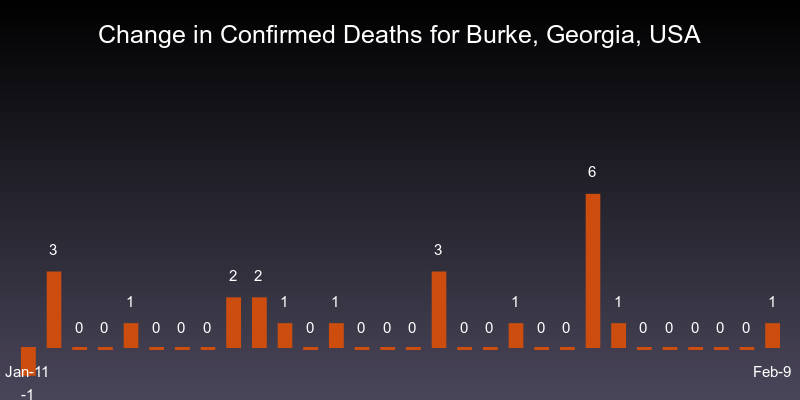 Change in Confirmed Deaths for Burke, Georgia, USA
6
3 3
2 2
1 1 1 1 1 1
0 0 0 0 0 0 0 0 0 0 0 0 0 0 0 0 0 0
Jan-11 Feb-9
-1